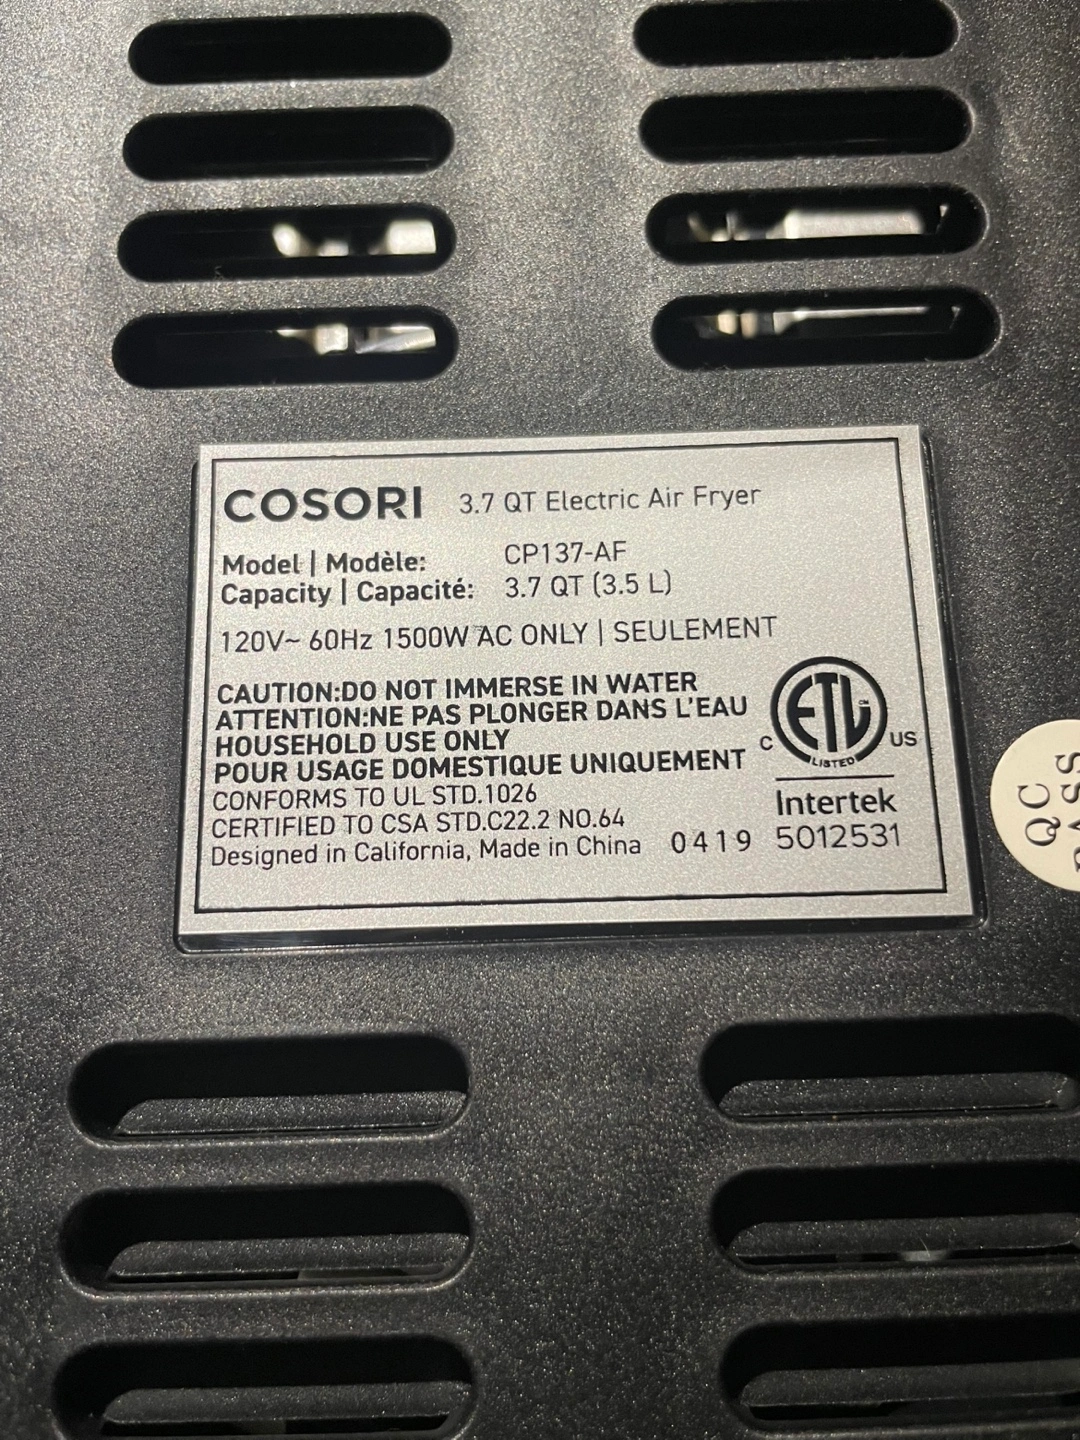 COSORI 3.7 QT Electric Air Fryer
Model | Modèle: CP137-AF
Capacity | Capacité: 3.7 QT (3.5 L)
120V~ 60Hz 1500W AC ONLY | SEULEMENT
CAUTION:DO NOT IMMERSE IN WATER
ATTENTION:NE PAS PLONGER DANS L'EAU
HOUSEHOLD USE ONLY
POUR USAGE DOMESTIQUE UNIQUEMENT
CONFORMS TO UL STD.1026
CERTIFIED TO CSA STD.C22.2 NO.64
Designed in California, Made in China 0419
ETL CM
LISTED
C US
Intertek
5012531
QC
PASS